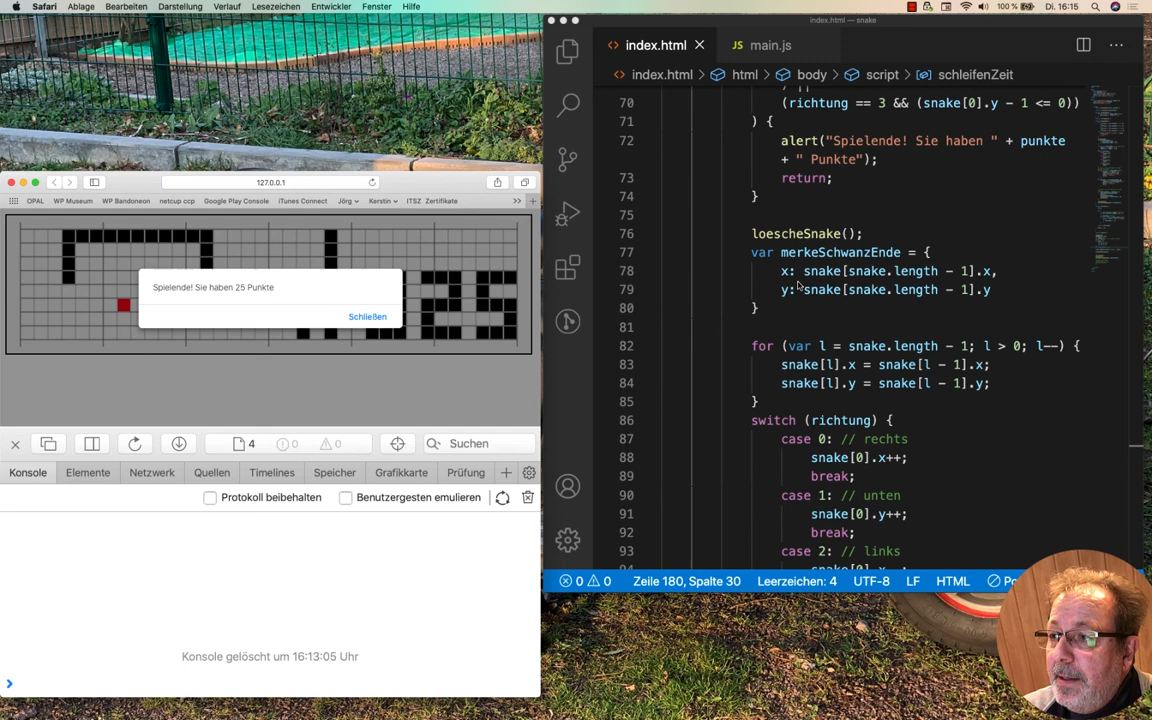 Safari Ablage Bearbeiten Darstellung Verlauf Lesezeichen Entwickler Fenster Hilfe 100 % Di. 16:15
127.0.0.1
OPAL WP Museum WP Bandoneon netcup ccp Google Play Console iTunes Connect Jörg Kerstin ITSZ Zertifikate
Spielende! Sie haben 25 Punkte
Schließen
25
4 0 0 Suchen
Konsole Elemente Netzwerk Quellen Timelines Speicher Grafikkarte Prüfung
Protokoll beibehalten Benutzergesten emulieren
Konsole gelöscht um 16:13:05 Uhr
index.html — snake
index.html JS main.js
index.html > html > body > script > schleifenZeit
) ||
70 (richtung == 3 && (snake[0].y - 1 <= 0))
71 ) {
72 alert("Spielende! Sie haben " + punkte
+ " Punkte");
73 return;
74 }
75
76 loescheSnake();
77 var merkeSchwanzEnde = {
78 x: snake[snake.length - 1].x,
79 y: snake[snake.length - 1].y
80 }
81
82 for (var l = snake.length - 1; l > 0; l--) {
83 snake[l].x = snake[l - 1].x;
84 snake[l].y = snake[l - 1].y;
85 }
86 switch (richtung) {
87 case 0: // rechts
88 snake[0].x++;
89 break;
90 case 1: // unten
91 snake[0].y++;
92 break;
93 case 2: // links
0 0 Zeile 180, Spalte 30 Leerzeichen: 4 UTF-8 LF HTML